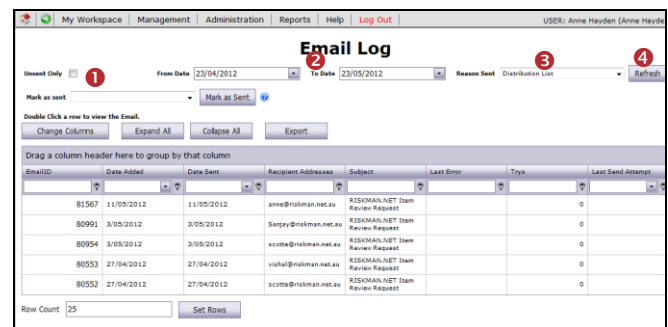 My Workspace Management Administration Reports Help Log Out USER: Anne Hayden (Anne Hayde
Email Log
1 2 3 4
Unsent Only From Date 23/04/2012 To Date 23/05/2012 Reason Sent Distribution List Refresh
Mark as sent Mark as Sent
Double Click a row to view the Email.
Change Columns Expand All Collapse All Export
Drag a column header here to group by that column
EmailID Date Added Date Sent Recipient Addresses Subject Last Error Trys Last Send Attempt
81567 11/05/2012 11/05/2012 anne@riskman.net.au RISKMAN.NET Item Review Request 0
80991 3/05/2012 3/05/2012 Sanjay@riskman.net.au RISKMAN.NET Item Review Request 0
80954 3/05/2012 3/05/2012 scotte@riskman.net.au RISKMAN.NET Item Review Request 0
80553 27/04/2012 27/04/2012 vishal@riskman.net.au RISKMAN.NET Item Review Request 0
80552 27/04/2012 27/04/2012 scotte@riskman.net.au RISKMAN.NET Item Review Request 0
Row Count 25 Set Rows